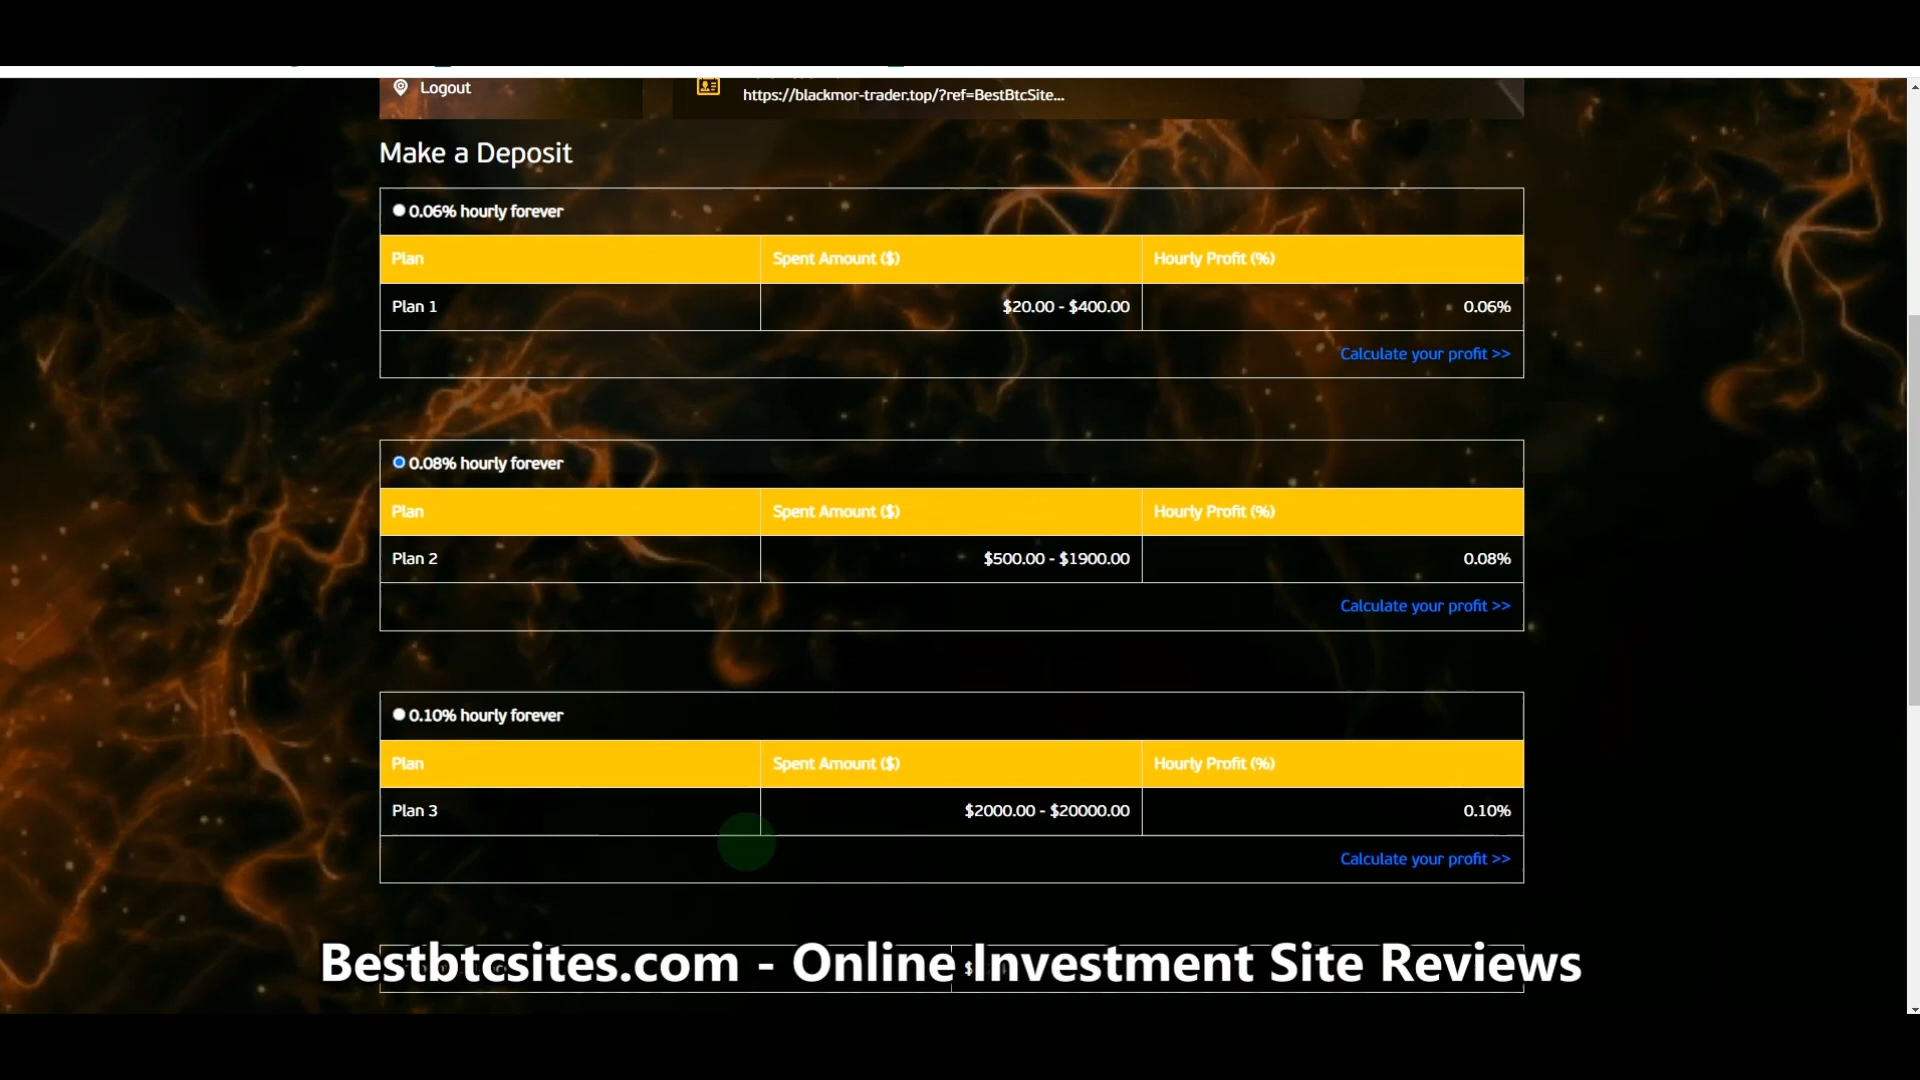 Logout
https://blackmor-trader.top/?ref=BestBtcSite...
Make a Deposit
0.06% hourly forever
Plan Spent Amount ($) Hourly Profit (%)
Plan 1 $20.00 - $400.00 0.06%
Calculate your profit >>
0.08% hourly forever
Plan Spent Amount ($) Hourly Profit (%)
Plan 2 $500.00 - $1900.00 0.08%
Calculate your profit >>
0.10% hourly forever
Plan Spent Amount ($) Hourly Profit (%)
Plan 3 $2000.00 - $20000.00 0.10%
Calculate your profit >>
Bestbtcsites.com - Online Investment Site Reviews